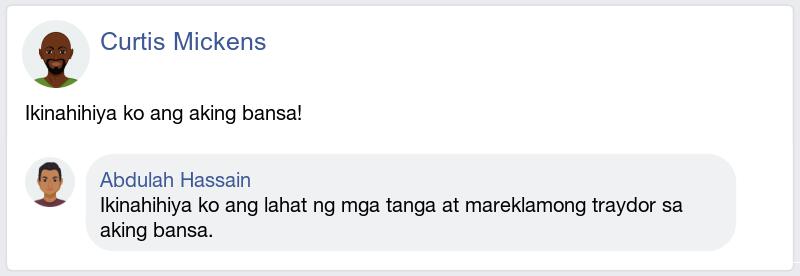 Curtis Mickens
Ikinahihiya ko ang aking bansa!
Abdulah Hassain
Ikinahihiya ko ang lahat ng mga tanga at mareklamong traydor sa
aking bansa.